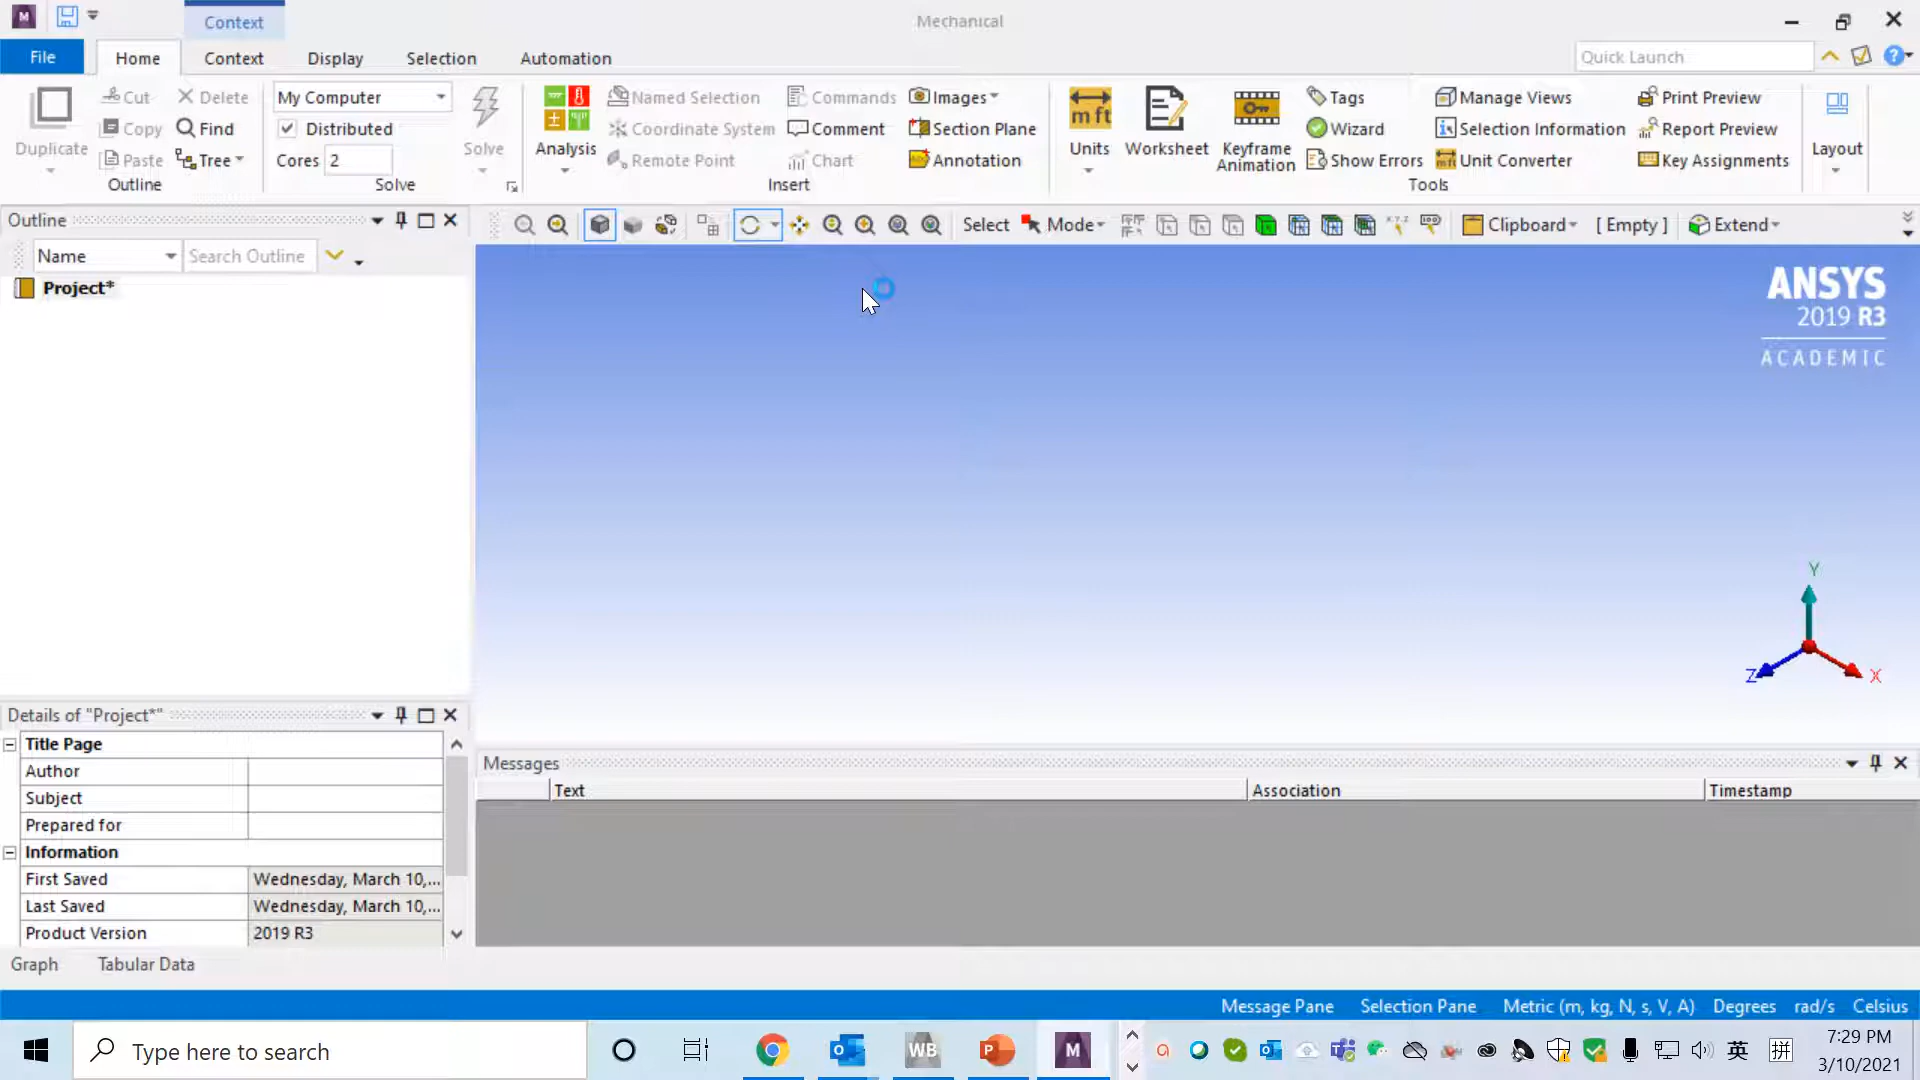 M Context Mechanical
File Home Context Display Selection Automation Quick Launch
Duplicate Cut Delete My Computer Solve Analysis Named Selection Commands Images Units Worksheet Keyframe Animation Tags Manage Views Print Preview Layout
Copy Find Distributed Coordinate System Comment Section Plane Wizard Selection Information Report Preview
Paste Tree Cores 2 Remote Point Chart Annotation Show Errors Unit Converter Key Assignments
Outline Solve Insert Tools
Outline Select Mode Clipboard [ Empty ] Extend
Name Search Outline
Project*
ANSYS
2019 R3
ACADEMIC
Y
Z X
Details of "Project*"
Title Page
Author
Subject
Prepared for
Information
First Saved Wednesday, March 10,...
Last Saved Wednesday, March 10,...
Product Version 2019 R3
Messages
Text Association Timestamp
Graph Tabular Data
Message Pane Selection Pane Metric (m, kg, N, s, V, A) Degrees rad/s Celsius
Type here to search WB P M 英 拼 7:29 PM
3/10/2021